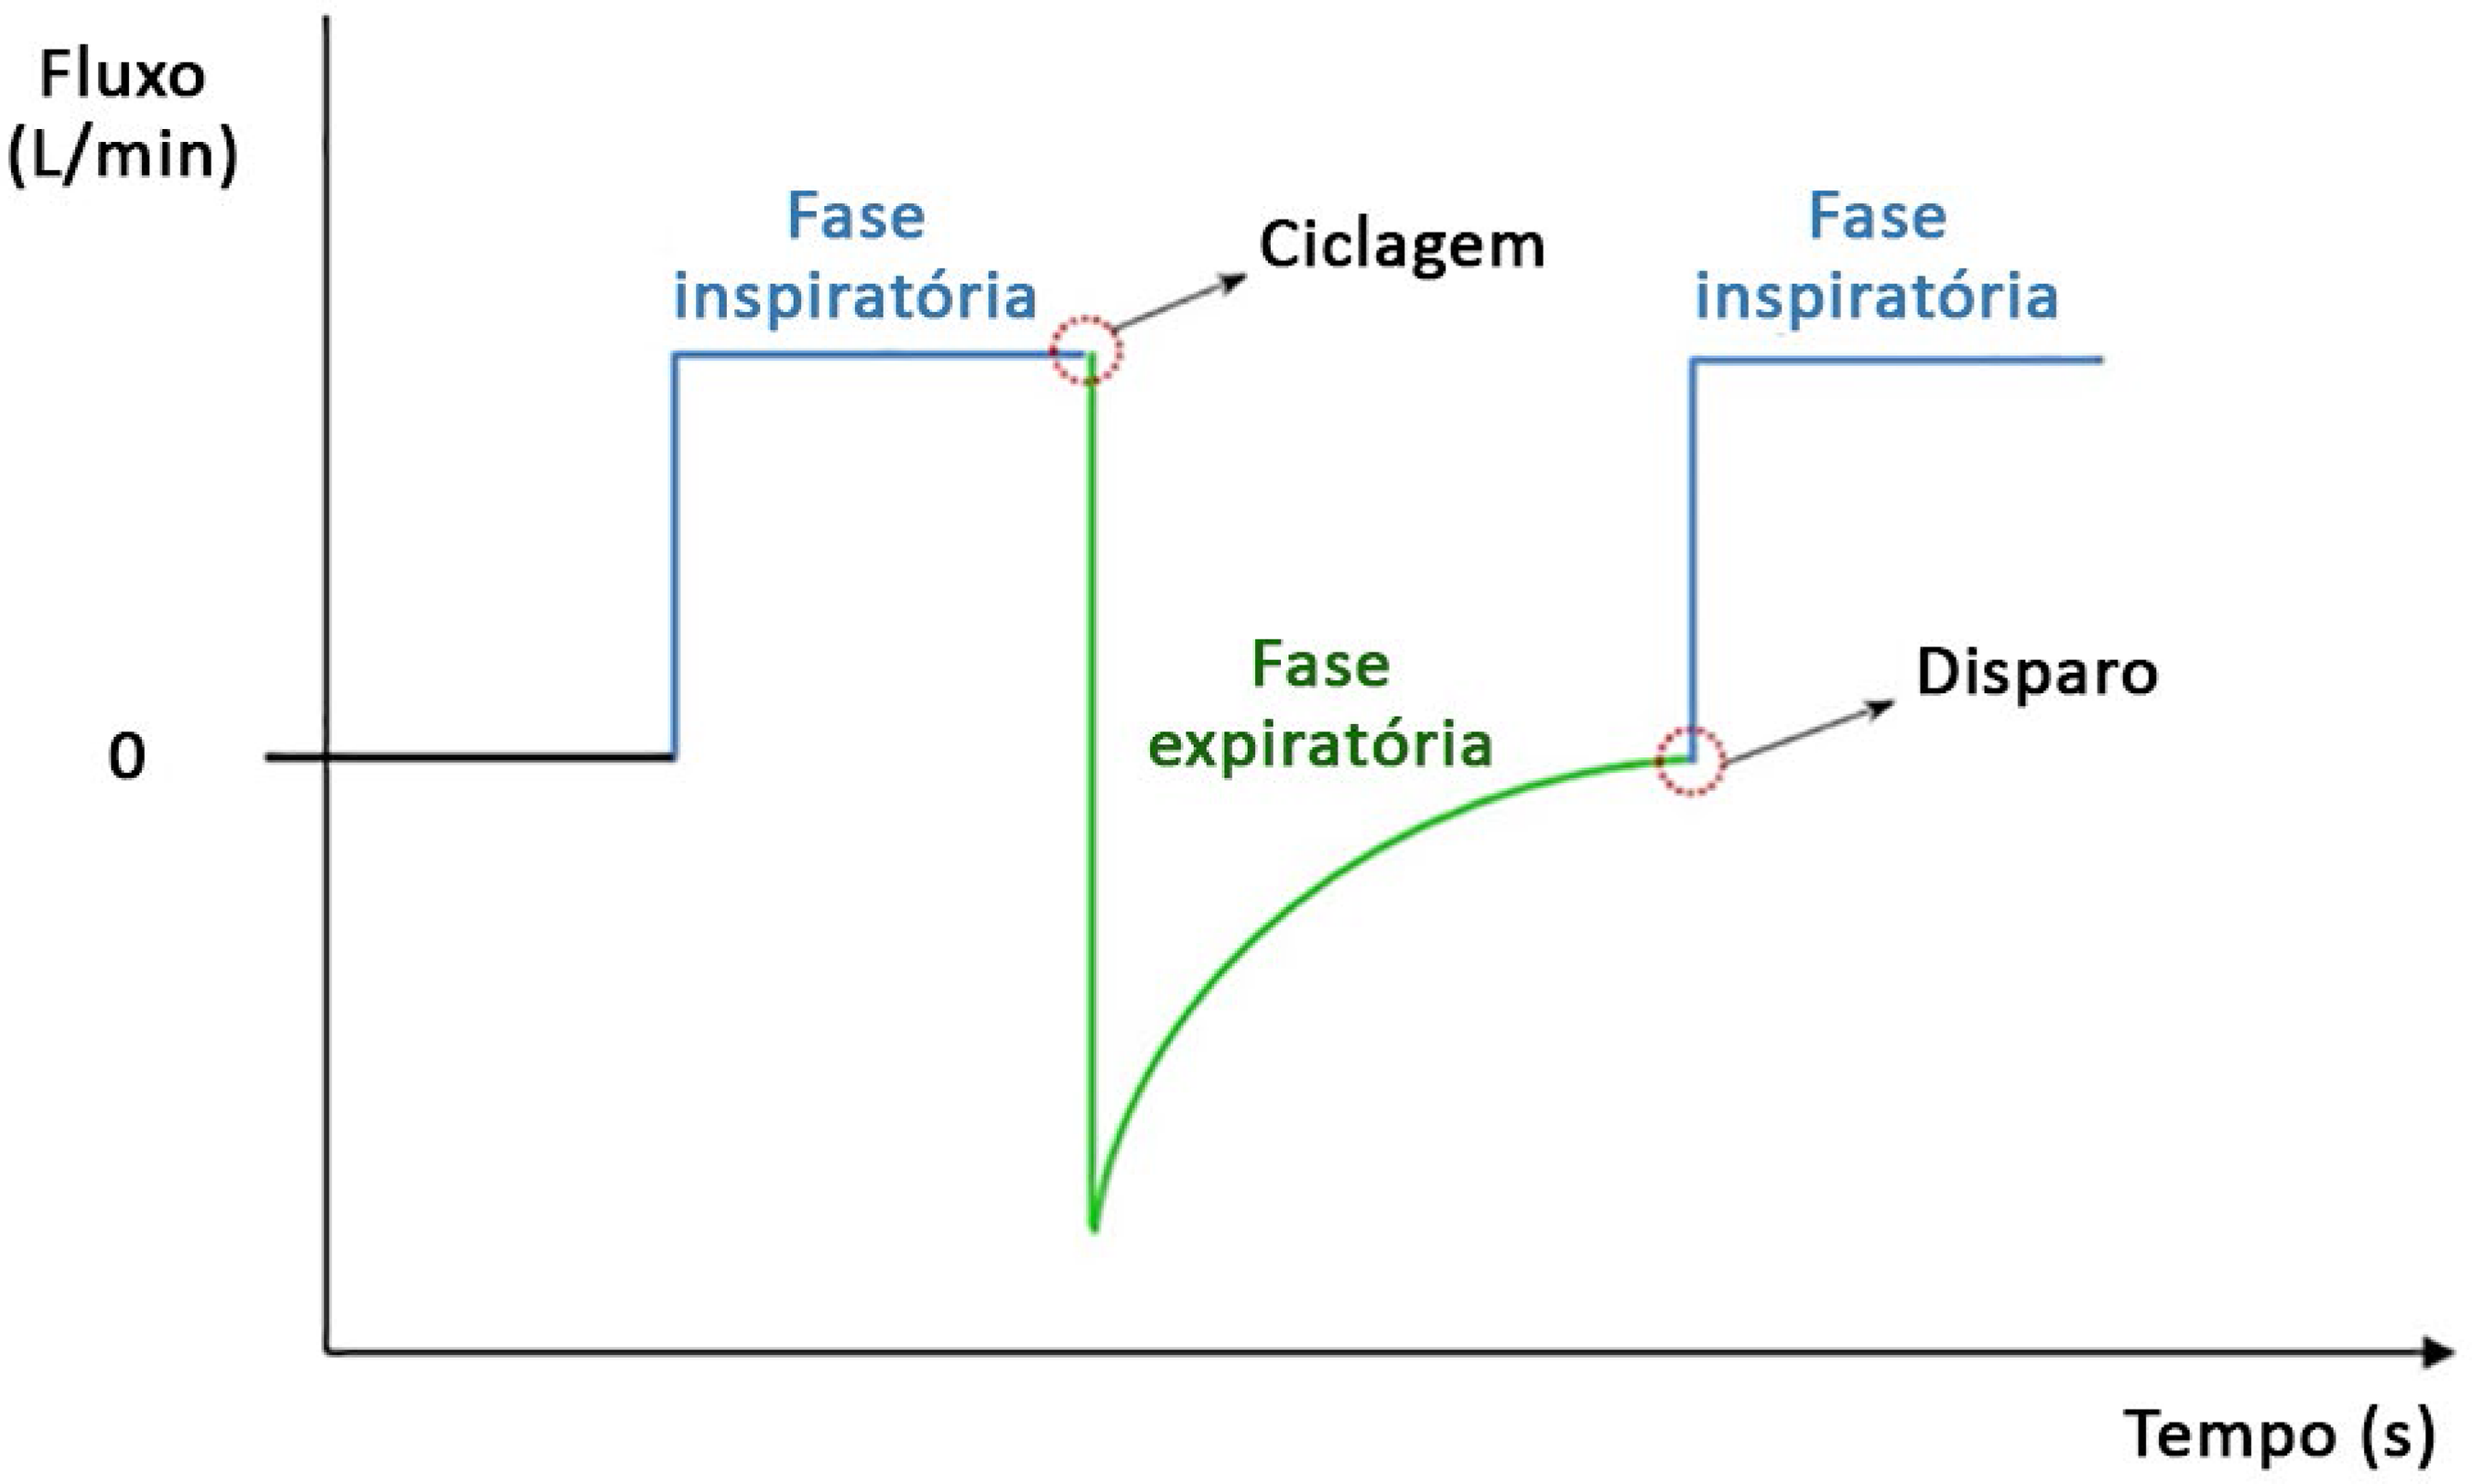 Fluxo
(L/min)
Fase
inspiratória
Ciclagem
Fase
inspiratória
Fase
expiratória
Disparo
0
Tempo (s)